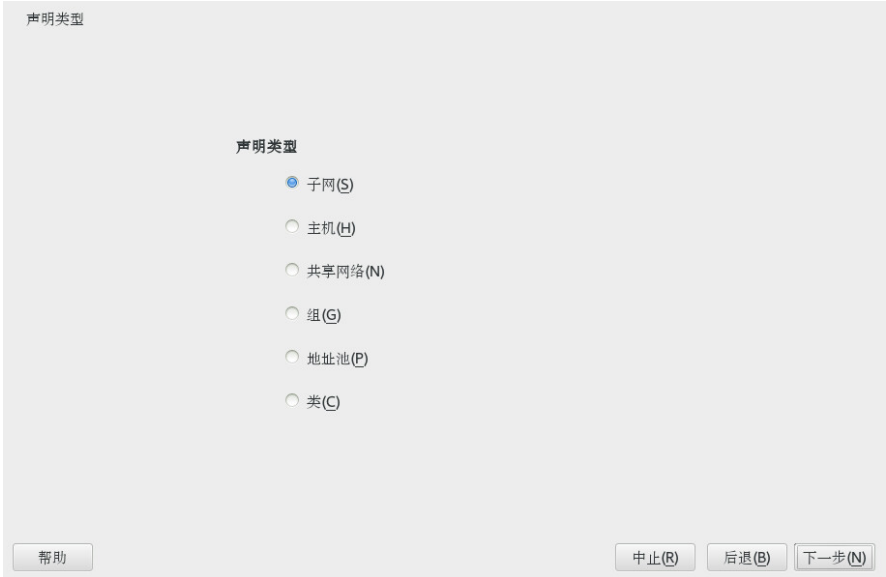 声明类型
声明类型
子网(S)
主机(H)
共享网络(N)
组(G)
地址池(P)
类(C)
帮助 中止(R) 后退(B) 下一步(N)